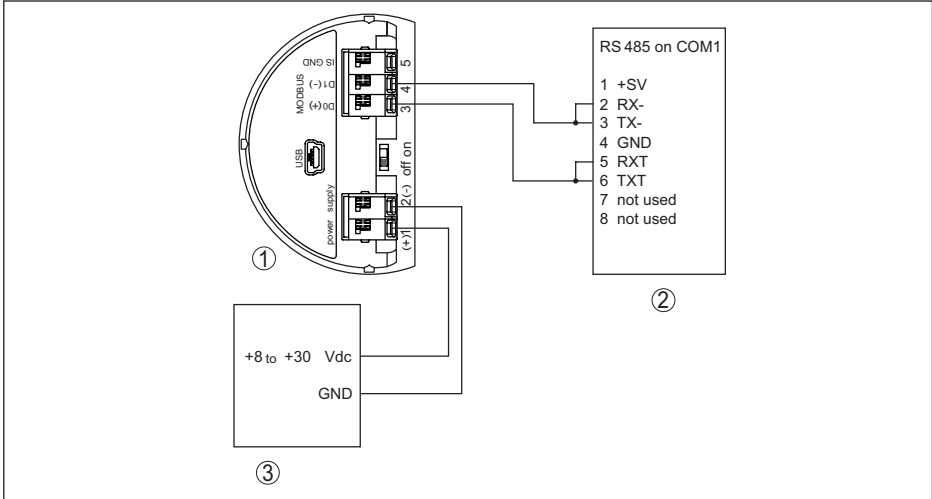 IS GND
D1(-)
D0(+)
MODBUS
USB
power supply
5
4
3
off on
2(-)
(+)1
1
RS 485 on COM1
1 +SV
2 RX-
3 TX-
4 GND
5 RXT
6 TXT
7 not used
8 not used
2
+8 to +30 Vdc
GND
3